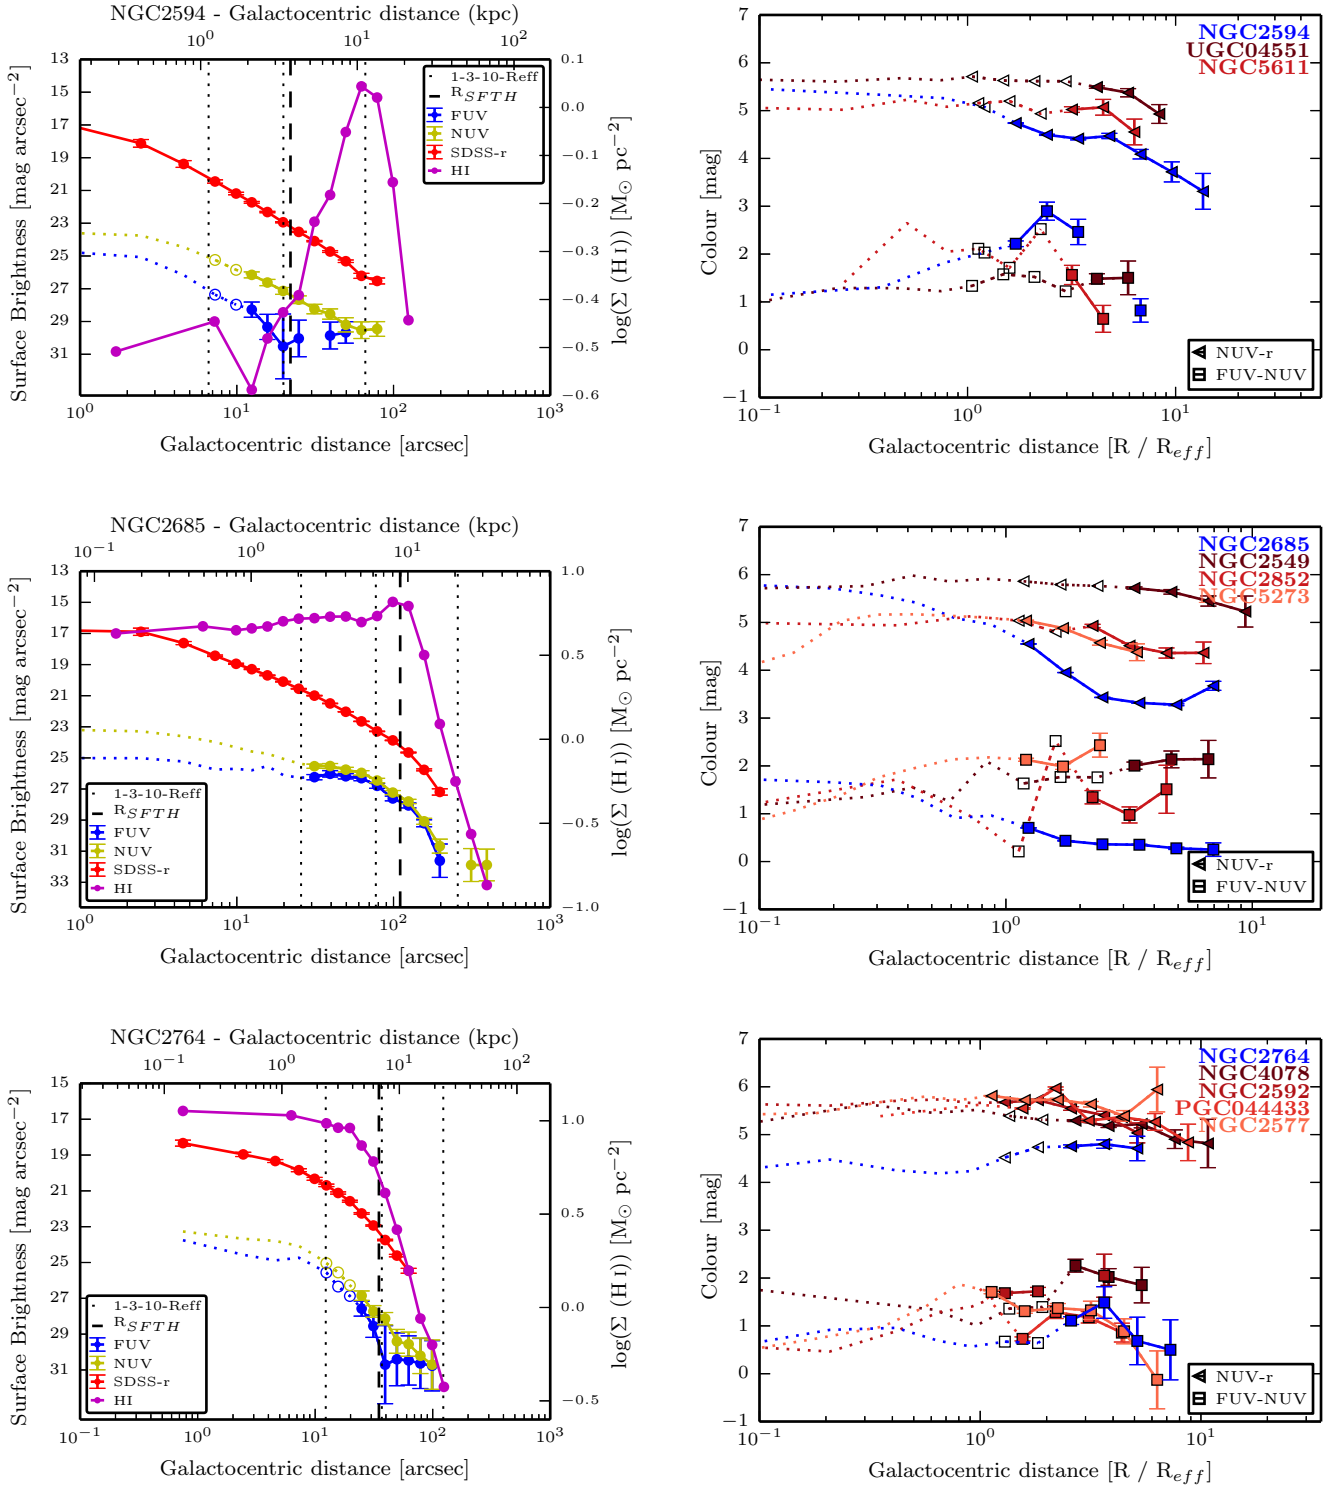 NGC2594 - Galactocentric distance (kpc)
10^0 10^1 10^2
Surface Brightness [mag arcsec^−2]
13
15
17
19
21
23
25
27
29
31
1-3-10-Reff
R_SFTH
FUV
NUV
SDSS-r
HI
0.1
0.0
−0.1
−0.2
−0.3
−0.4
−0.5
−0.6
log(Σ (H I)) [M⊙ pc^−2]
10^0 10^1 10^2 10^3
Galactocentric distance [arcsec]
Colour [mag]
7
6
5
4
3
2
1
0
−1
NGC2594
UGC04551
NGC5611
NUV-r
FUV-NUV
10^−1 10^0 10^1
Galactocentric distance [R / R_eff]
NGC2685 - Galactocentric distance (kpc)
10^−1 10^0 10^1
Surface Brightness [mag arcsec^−2]
13
15
17
19
21
23
25
27
29
31
33
1-3-10-Reff
R_SFTH
FUV
NUV
SDSS-r
HI
1.0
0.5
0.0
−0.5
−1.0
log(Σ (H I)) [M⊙ pc^−2]
10^0 10^1 10^2 10^3
Galactocentric distance [arcsec]
Colour [mag]
7
6
5
4
3
2
1
0
−1
NGC2685
NGC2549
NGC2852
NGC5273
NUV-r
FUV-NUV
10^−1 10^0 10^1
Galactocentric distance [R / R_eff]
NGC2764 - Galactocentric distance (kpc)
10^−1 10^0 10^1 10^2
Surface Brightness [mag arcsec^−2]
15
17
19
21
23
25
27
29
31
1-3-10-Reff
R_SFTH
FUV
NUV
SDSS-r
HI
1.0
0.5
0.0
−0.5
log(Σ (H I)) [M⊙ pc^−2]
10^−1 10^0 10^1 10^2 10^3
Galactocentric distance [arcsec]
Colour [mag]
7
6
5
4
3
2
1
0
−1
NGC2764
NGC4078
NGC2592
PGC044433
NGC2577
NUV-r
FUV-NUV
10^−1 10^0 10^1
Galactocentric distance [R / R_eff]